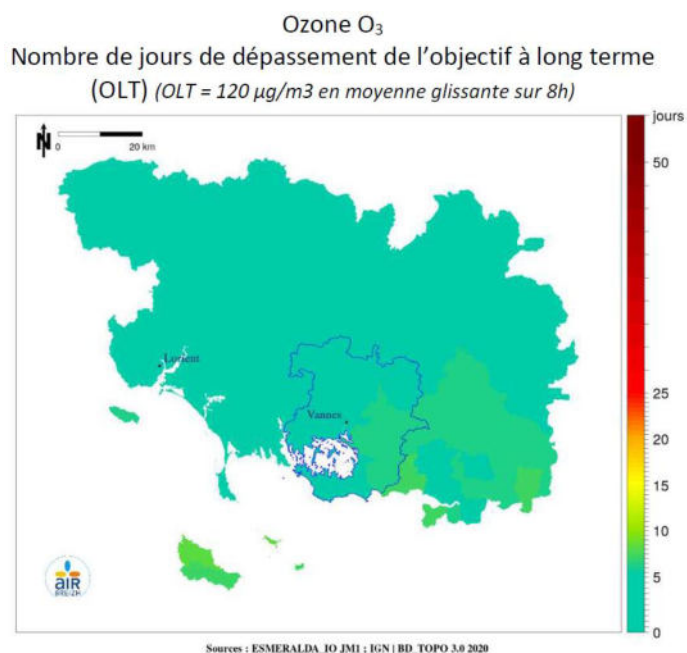 Ozone O₃
Nombre de jours de dépassement de l'objectif à long terme
(OLT) (OLT = 120 µg/m3 en moyenne glissante sur 8h)
jours
N
0 20 km
50
Lorient
25
Vannes
20
15
10
aiR
BREIZH
5
0
Sources : ESMERALDA_IO_JM1 ; IGN | BD_TOPO 3.0 2020